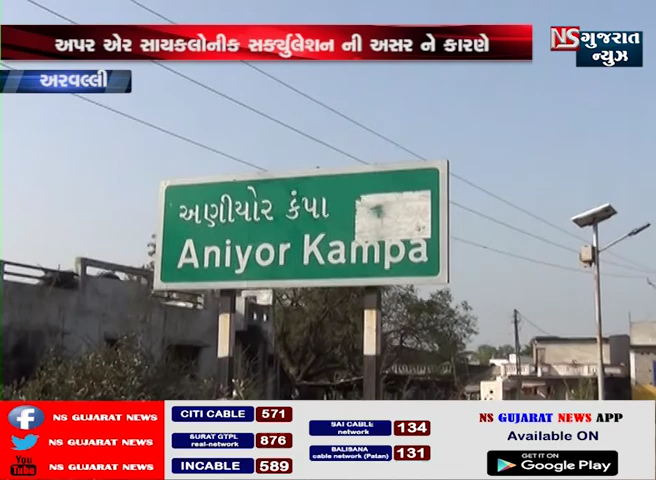 અપર એર સાયક્લોનીક સર્ક્યુલેશન ની અસર ને કારણે
NS ગુજરાત
ન્યુઝ
અરવલ્લી
અણીયોર કંપા
Aniyor Kampa
NS GUJARAT NEWS
NS GUJARAT NEWS
You Tube NS GUJARAT NEWS
CITI CABLE 571
SURAT GTPL
real-network 876
INCABLE 589
SAI CABLE
network 134
BALISANA
cable network (Patan) 131
NS GUJARAT NEWS APP
Available ON
GET IT ON
Google Play